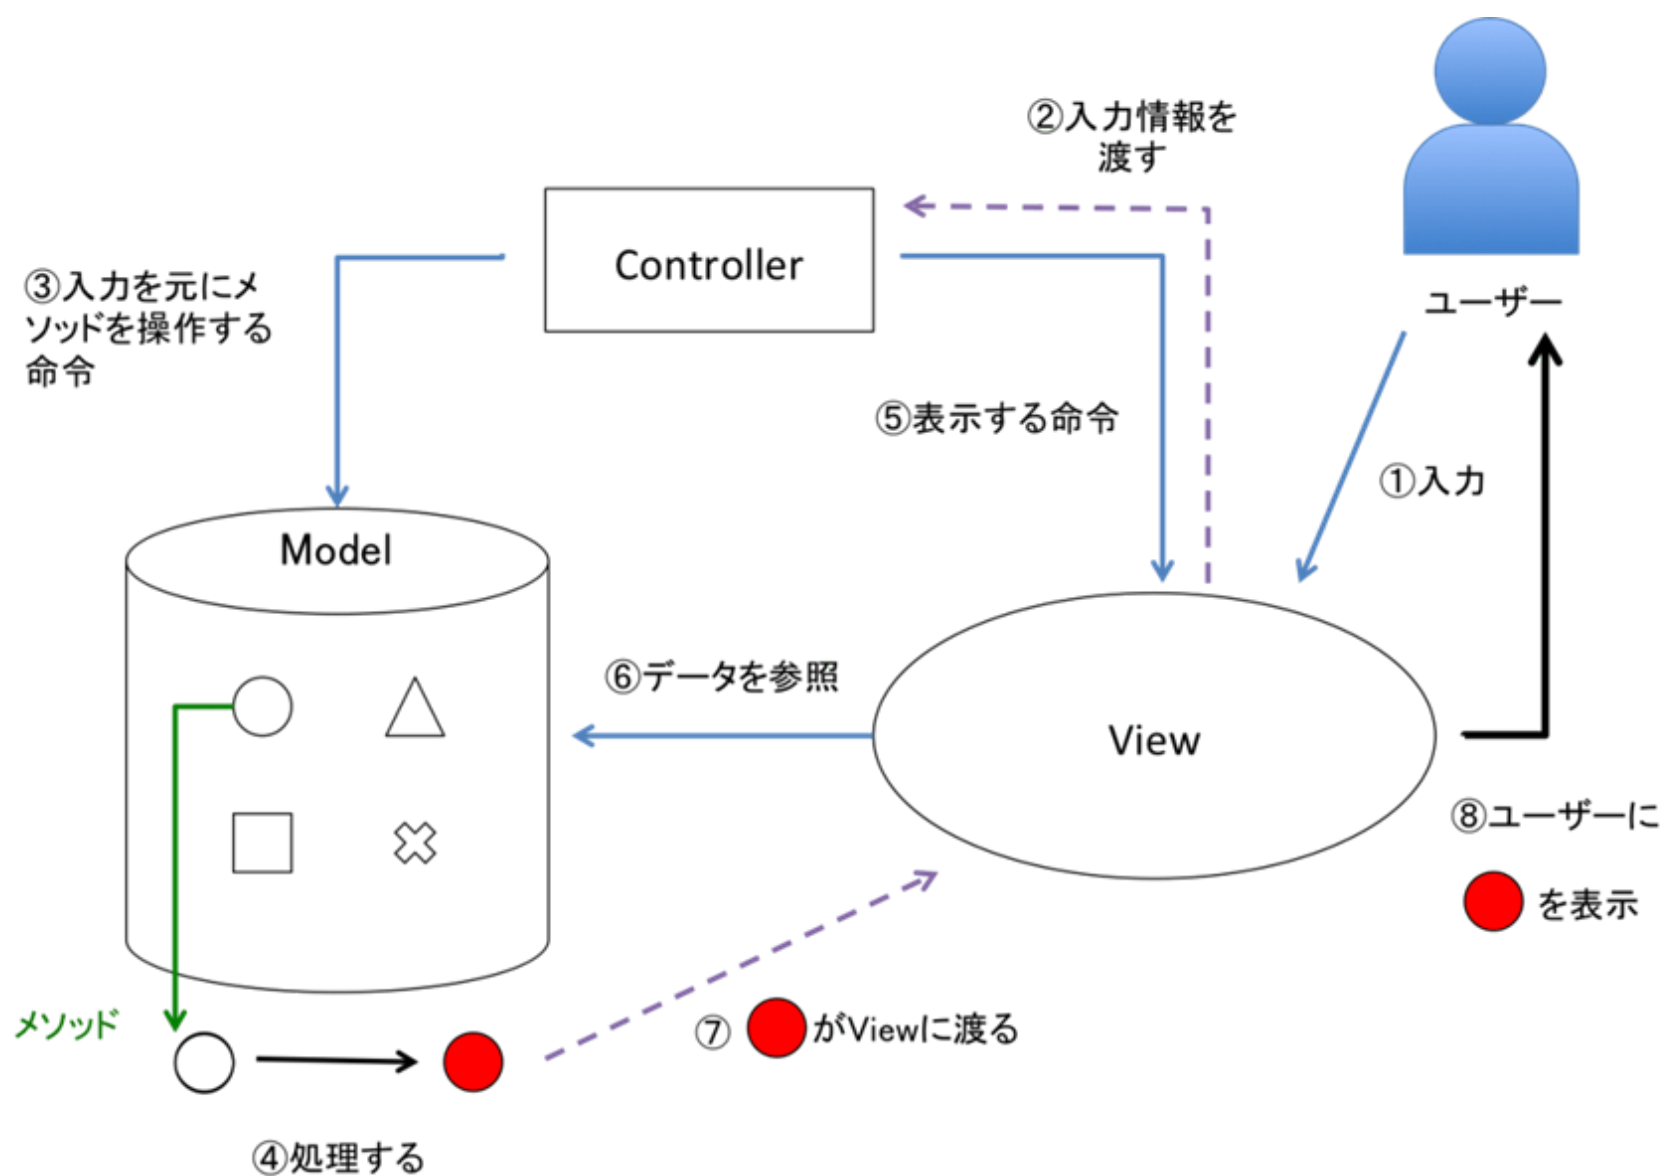 ②入力情報を
渡す
Controller
ユーザー
③入力を元にメ
ソッドを操作する
命令
⑤表示する命令
①入力
Model
⑥データを参照
View
⑧ユーザーに
を表示
メソッド
⑦
がViewに渡る
④処理する